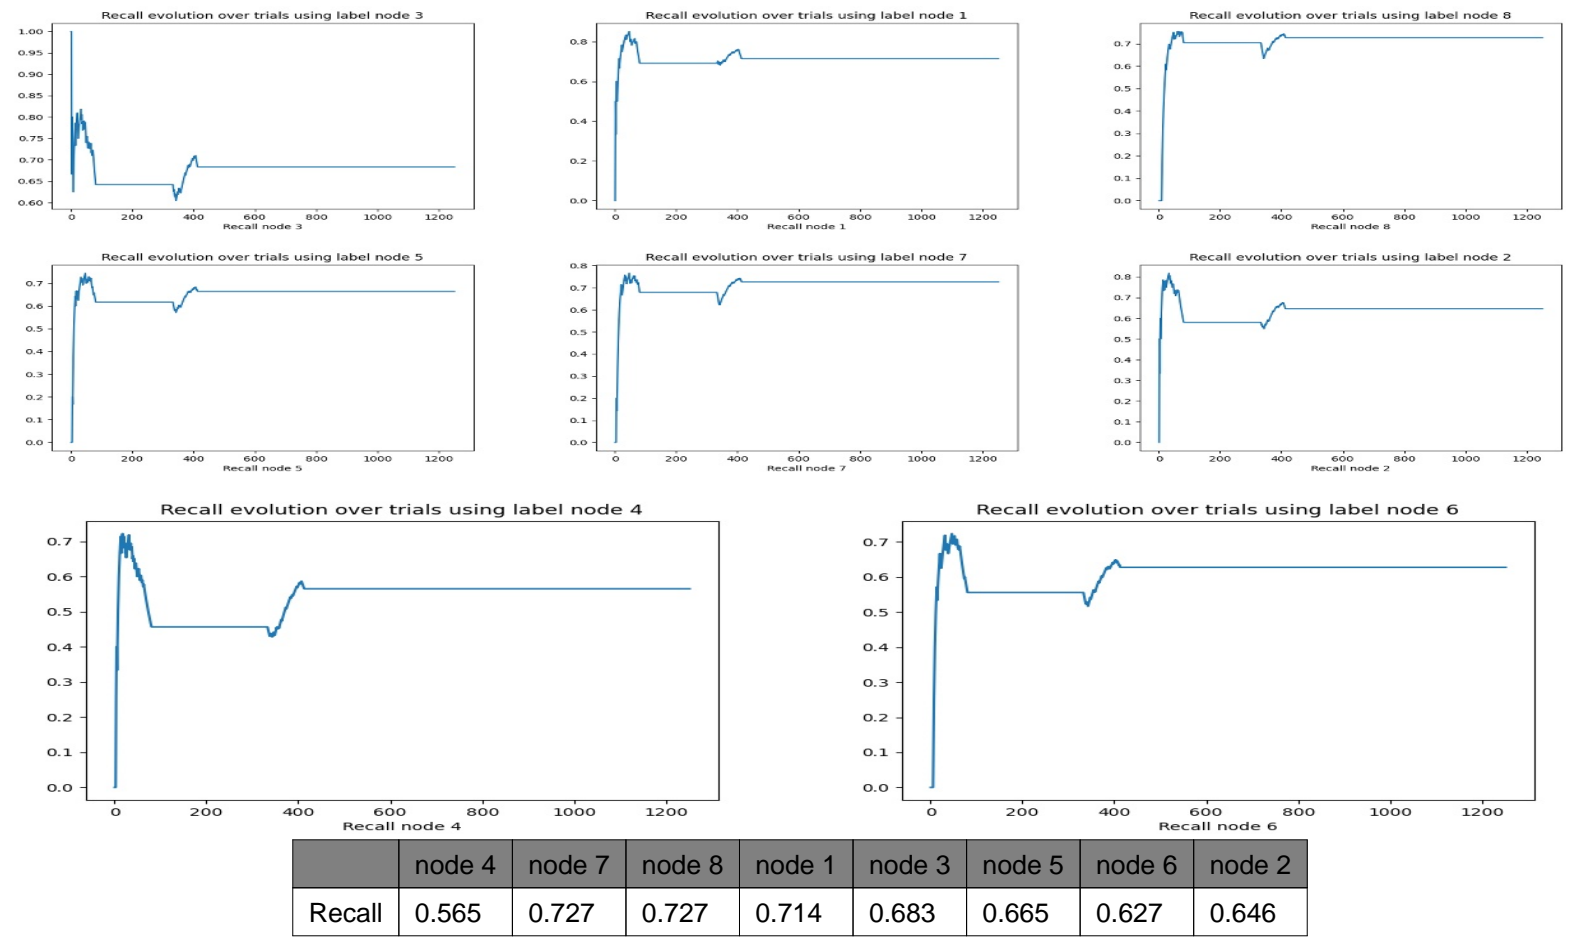 Recall evolution over trials using label node 3
1.00
0.95
0.90
0.85
0.80
0.75
0.70
0.65
0.60
0 200 400 600 800 1000 1200
Recall node 3
Recall evolution over trials using label node 1
0.8
0.6
0.4
0.2
0.0
0 200 400 600 800 1000 1200
Recall node 1
Recall evolution over trials using label node 8
0.7
0.6
0.5
0.4
0.3
0.2
0.1
0.0
0 200 400 600 800 1000 1200
Recall node 8
Recall evolution over trials using label node 5
0.7
0.6
0.5
0.4
0.3
0.2
0.1
0.0
0 200 400 600 800 1000 1200
Recall node 5
Recall evolution over trials using label node 7
0.8
0.7
0.6
0.5
0.4
0.3
0.2
0.1
0.0
0 200 400 600 800 1000 1200
Recall node 7
Recall evolution over trials using label node 2
0.8
0.7
0.6
0.5
0.4
0.3
0.2
0.1
0.0
0 200 400 600 800 1000 1200
Recall node 2
Recall evolution over trials using label node 4
0.7
0.6
0.5
0.4
0.3
0.2
0.1
0.0
0 200 400 600 800 1000 1200
Recall node 4
Recall evolution over trials using label node 6
0.7
0.6
0.5
0.4
0.3
0.2
0.1
0.0
0 200 400 600 800 1000 1200
Recall node 6
node 4 node 7 node 8 node 1 node 3 node 5 node 6 node 2
Recall 0.565 0.727 0.727 0.714 0.683 0.665 0.627 0.646